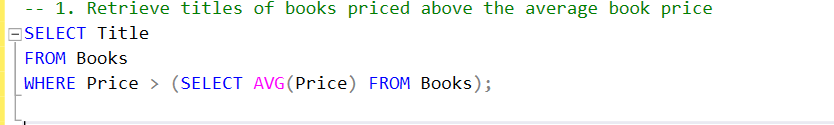 -- 1. Retrieve titles of books priced above the average book price
SELECT Title
FROM Books
WHERE Price > (SELECT AVG(Price) FROM Books);